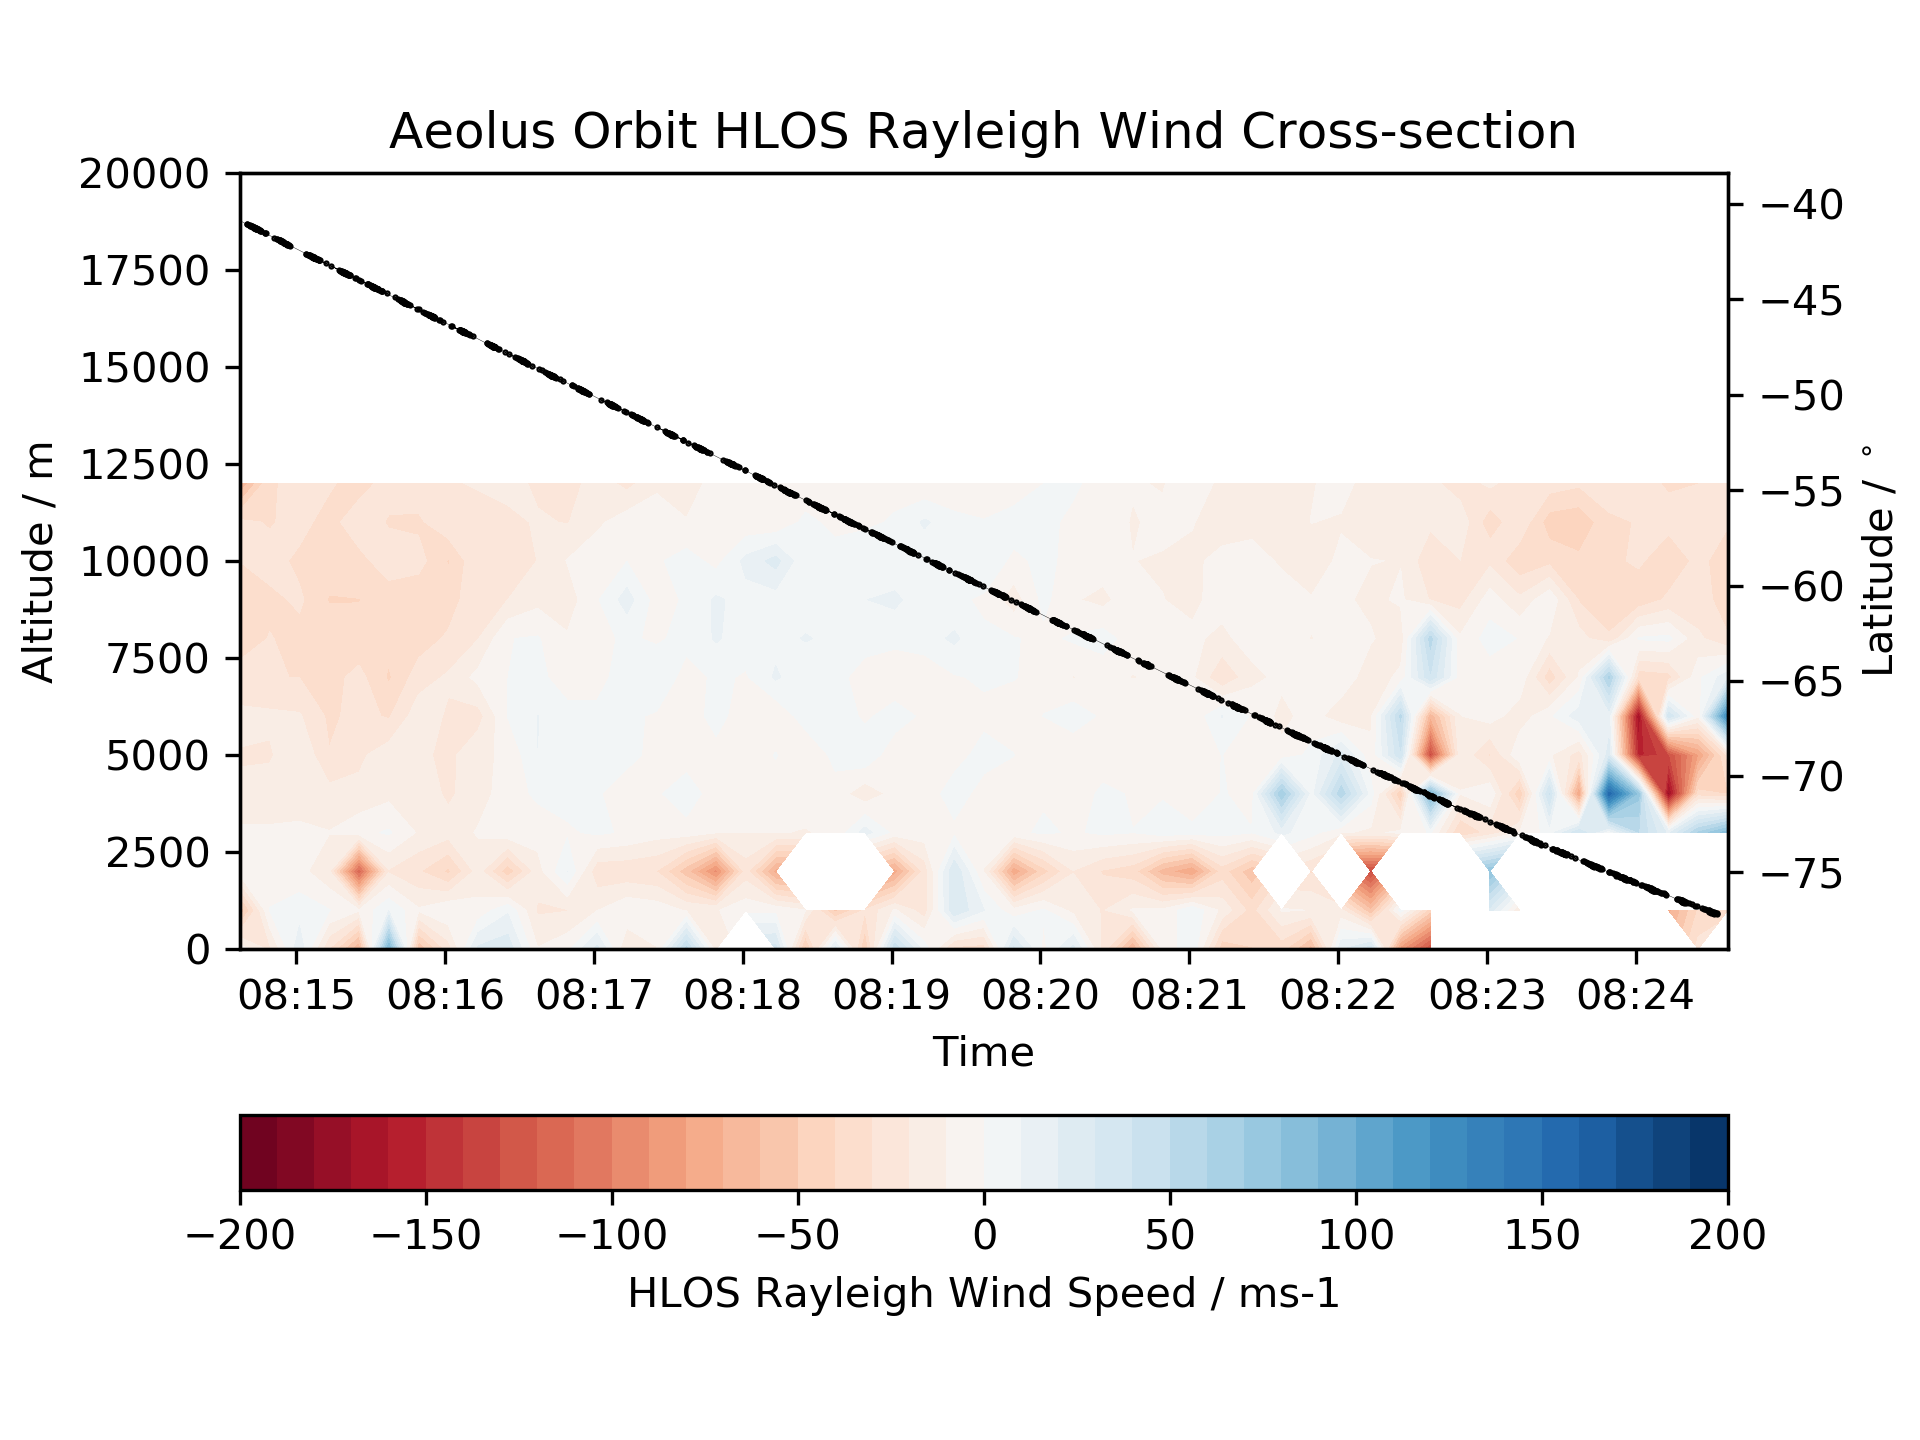 Aeolus Orbit HLOS Rayleigh Wind Cross-section
20000
17500
15000
12500
10000
7500
5000
2500
0
Altitude / m
−40
−45
−50
−55
−60
−65
−70
−75
Latitude / °
08:15 08:16 08:17 08:18 08:19 08:20 08:21 08:22 08:23 08:24
Time
−200 −150 −100 −50 0 50 100 150 200
HLOS Rayleigh Wind Speed / ms-1